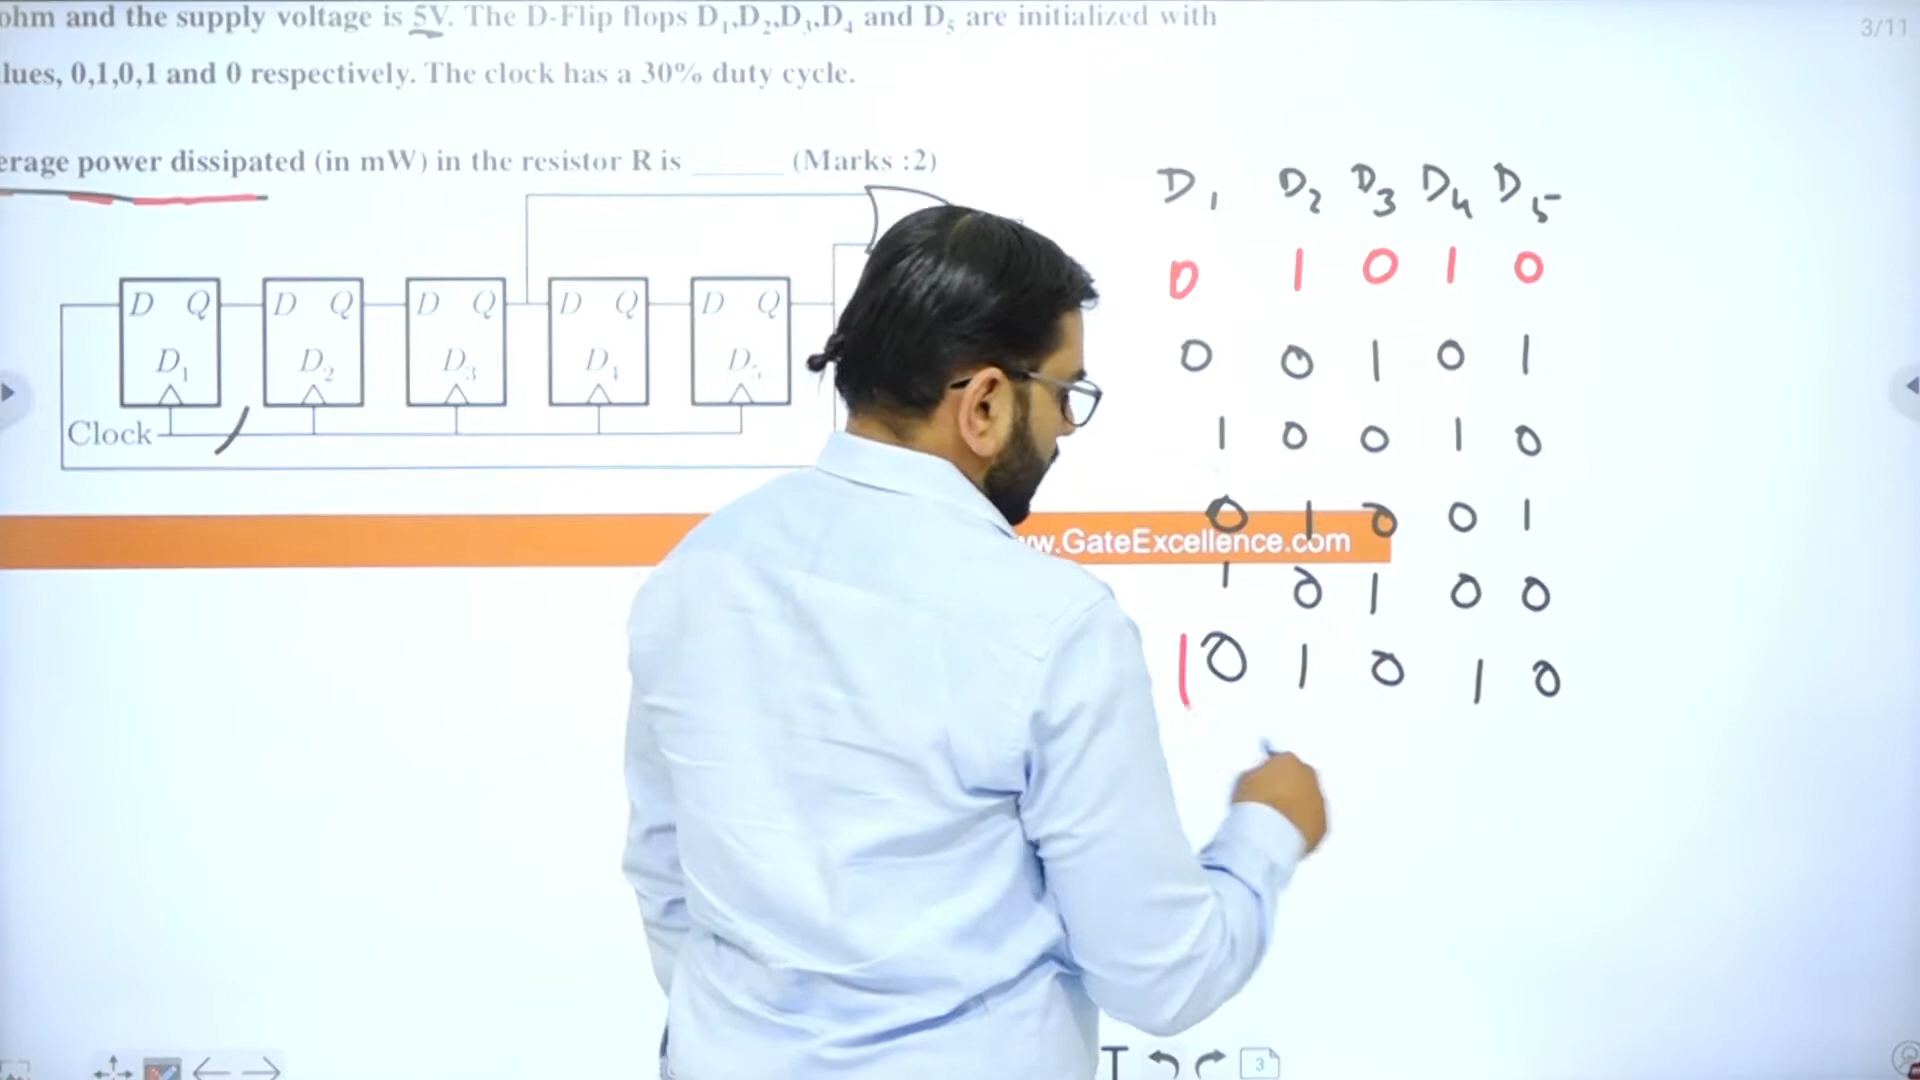 ohm and the supply voltage is 5V. The D-Flip flops D₁,D₂,D₃,D₄ and D₅ are initialized with
lues, 0,1,0,1 and 0 respectively. The clock has a 30% duty cycle.
erage power dissipated (in mW) in the resistor R is ______ (Marks :2)
3/11
D Q D Q D Q D Q D Q
D₁ D₂ D₃ D₄ D₅
Clock
D₁ D₂ D₃ D₄ D₅
0 1 0 1 0
0 0 1 0 1
1 0 0 1 0
0 1 0 0 1
1 0 1 0 0
0 1 0 1 0
w.GateExcellence.com
T
3